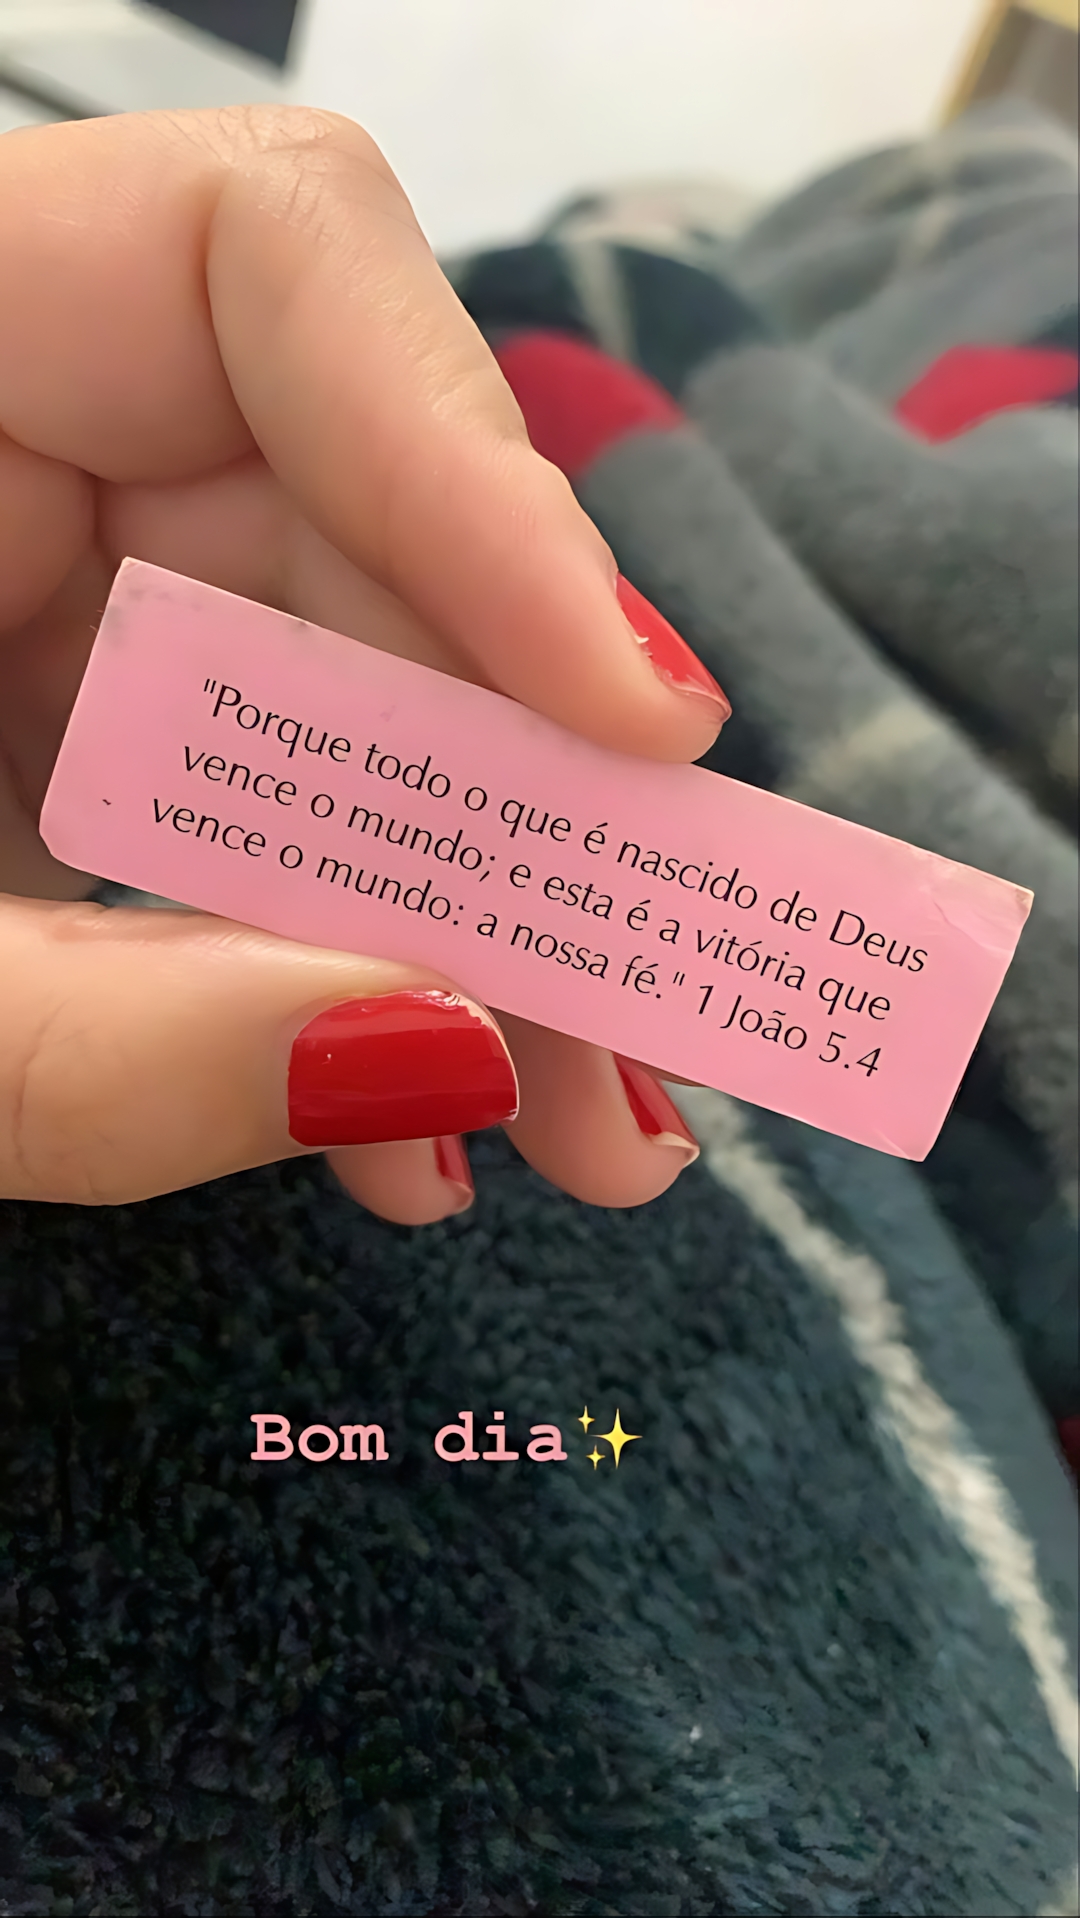 "Porque todo o que é nascido de Deus
vence o mundo; e esta é a vitória que
vence o mundo: a nossa fé." 1 João 5.4
Bom dia✨